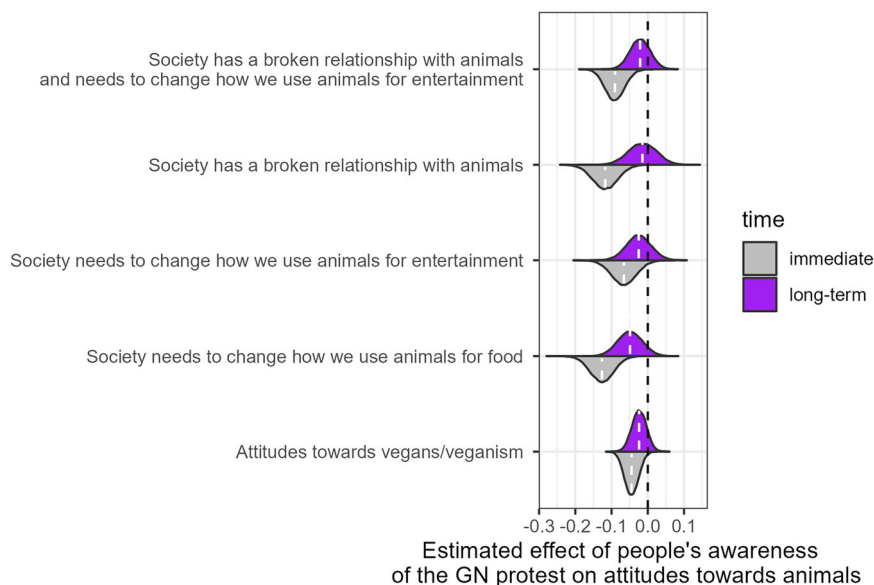 Society has a broken relationship with animals
and needs to change how we use animals for entertainment
Society has a broken relationship with animals
Society needs to change how we use animals for entertainment
Society needs to change how we use animals for food
Attitudes towards vegans/veganism
-0.3 -0.2 -0.1 0.0 0.1
Estimated effect of people's awareness
of the GN protest on attitudes towards animals
time
immediate
long-term